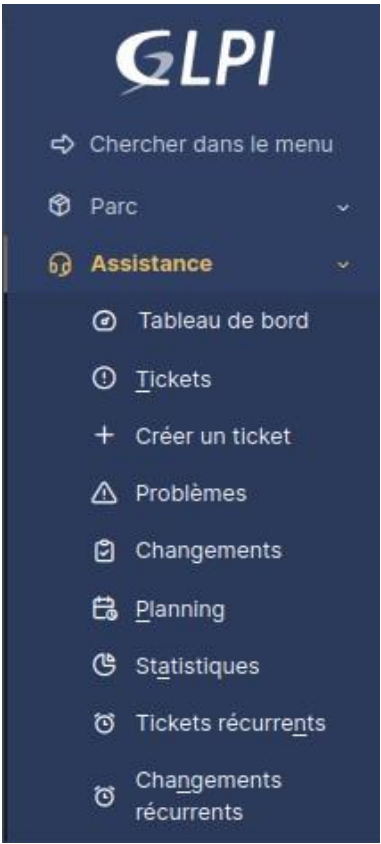 GLPI
Chercher dans le menu
Parc
Assistance
Tableau de bord
Tickets
Créer un ticket
Problèmes
Changements
Planning
Statistiques
Tickets récurrents
Changements
récurrents